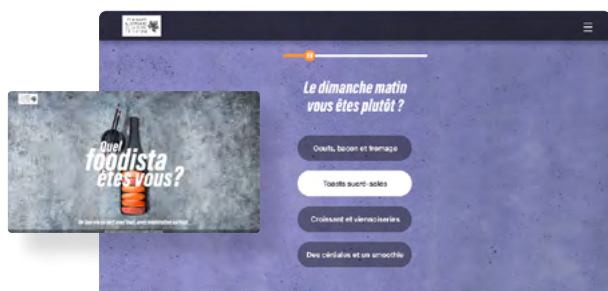 Le dimanche matin
vous êtes plutôt ?
Oeufs, bacon et fromage
Toasts sucré-salés
Croissant et viennoiseries
Des céréales et un smoothie
Quel
foodista
êtes vous?